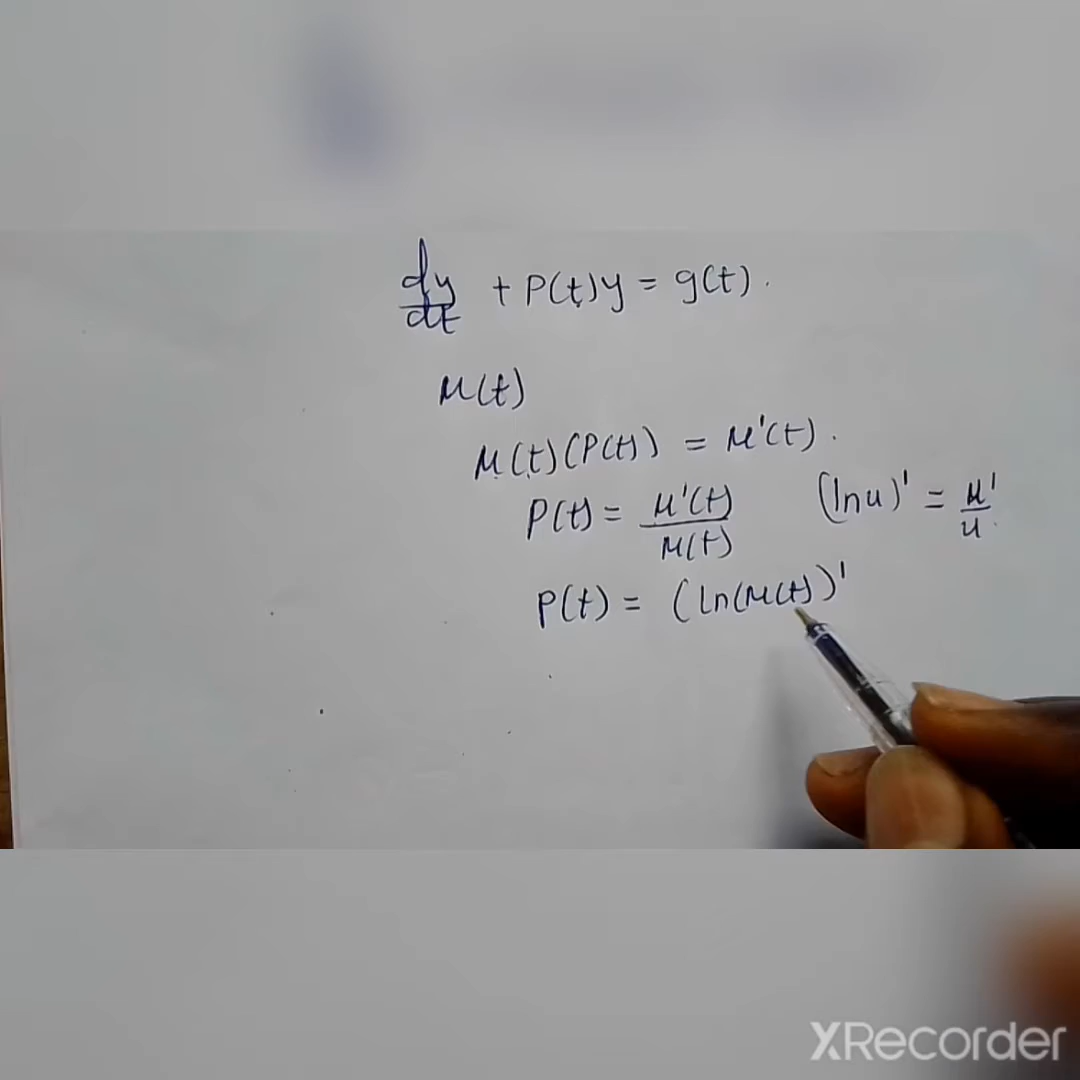 dy/dt + P(t)y = g(t).
μ(t)
μ(t)(P(t)) = μ'(t).
P(t) = μ'(t)/μ(t) (ln u)' = u'/u.
P(t) = (ln(μ(t))'
XRecorder